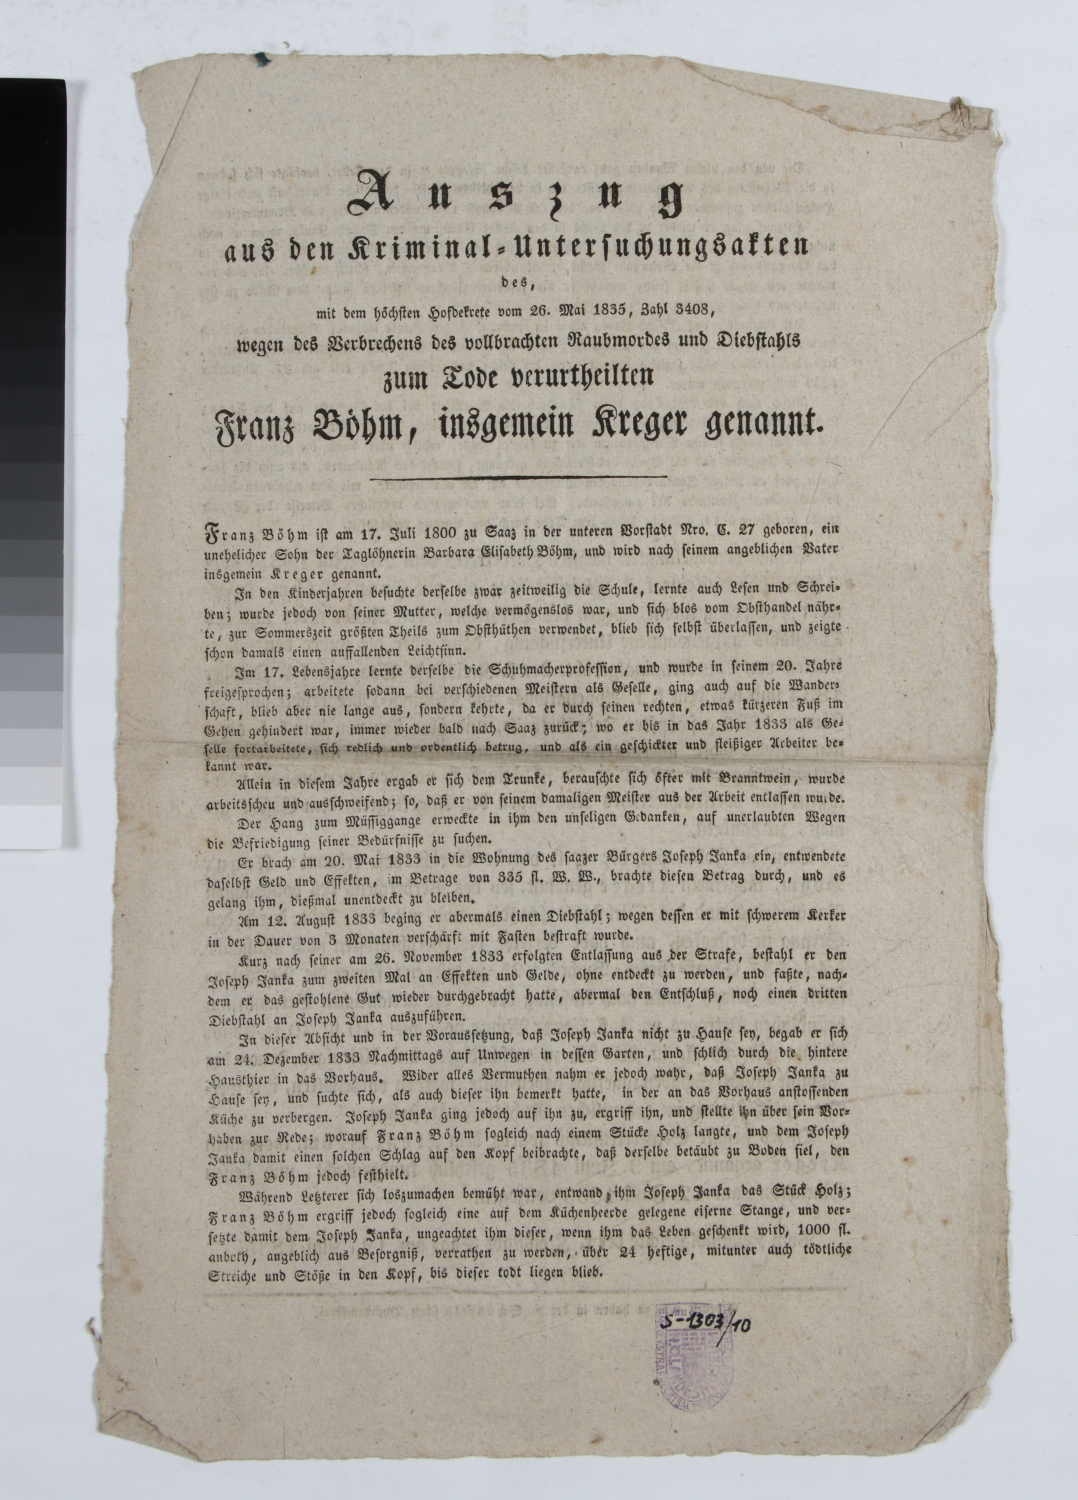 Auszug
aus den Kriminal-Untersuchungsakten
des,
mit dem höchsten Hofdekrete vom 26. Mai 1835, Zahl 3408,
wegen des Verbrechens des vollbrachten Raubmordes und Diebstahls
zum Tode verurtheilten
Franz Böhm, insgemein Kreger genannt.
Franz Böhm ist am 17. Juli 1800 zu Saaz in der unteren Vorstadt Nro. C. 27 geboren, ein
unehelicher Sohn der Taglöhnerin Barbara Elisabeth Böhm, und wird nach seinem angeblichen Vater
insgemein Kreger genannt.
In den Kinderjahren besuchte derselbe zwar zeitweilig die Schule, lernte auch Lesen und Schrei-
ben; wurde jedoch von seiner Mutter, welche vermögenslos war, und sich blos vom Obsthandel nähr-
te, zur Sommerszeit größten Theils zum Obsthüthen verwendet, blieb sich selbst überlassen, und zeigte
schon damals einen auffallenden Leichtsinn.
Im 17. Lebensjahre lernte derselbe die Schuhmacherprofession, und wurde in seinem 20. Jahre
freigesprochen; arbeitete sodann bei verschiedenen Meistern als Geselle, ging auch auf die Wander-
schaft, blieb aber nie lange aus, sondern kehrte, da er durch seinen rechten, etwas kürzeren Fuß im
Gehen gehindert war, immer wieder bald nach Saaz zurück; wo er bis in das Jahr 1833 als Ge-
selle fortarbeitete, sich redlich und ordentlich betrug, und als ein geschickter und fleißiger Arbeiter be-
kannt war.
Allein in diesem Jahre ergab er sich dem Trunke, berauschte sich öfter mit Branntwein, wurde
arbeitsscheu und ausschweifend; so, daß er von seinem damaligen Meister aus der Arbeit entlassen wurde.
Der Hang zum Müssiggange erweckte in ihm den unseligen Gedanken, auf unerlaubten Wegen
die Befriedigung seiner Bedürfnisse zu suchen.
Er brach am 20. Mai 1833 in die Wohnung des saazer Bürgers Joseph Janka ein, entwendete
daselbst Geld und Effekten, im Betrage von 335 fl. W. W., brachte diesen Betrag durch, und es
gelang ihm, dießmal unentdeckt zu bleiben.
Am 12. August 1833 beging er abermals einen Diebstahl; wegen dessen er mit schwerem Kerker
in der Dauer von 3 Monaten verschärft mit Fasten bestraft wurde.
Kurz nach seiner am 26. November 1833 erfolgten Entlassung aus der Strafe, bestahl er den
Joseph Janka zum zweiten Mal an Effekten und Gelde, ohne entdeckt zu werden, und faßte, nach-
dem er das gestohlene Gut wieder durchgebracht hatte, abermal den Entschluß, noch einen dritten
Diebstahl an Joseph Janka auszuführen.
In dieser Absicht und in der Voraussetzung, daß Joseph Janka nicht zu Hause sey, begab er sich
am 24. Dezember 1833 Nachmittags auf Umwegen in dessen Garten, und schlich durch die hintere
Hausthier in das Vorhaus. Wider alles Vermuthen nahm er jedoch wahr, daß Joseph Janka zu
Hause sey, und suchte sich, als auch dieser ihn bemerkt hatte, in der an das Vorhaus anstossenden
Küche zu verbergen. Joseph Janka ging jedoch auf ihn zu, ergriff ihn, und stellte ihn über sein Vor-
haben zur Rede; worauf Franz Böhm sogleich nach einem Stücke Holz langte, und dem Joseph
Janka damit einen solchen Schlag auf den Kopf beibrachte, daß derselbe betäubt zu Boden fiel, den
Franz Böhm jedoch festhielt.
Während Letzterer sich loszumachen bemüht war, entwand ihm Joseph Janka das Stück Holz;
Franz Böhm ergriff jedoch sogleich eine auf dem Küchenheerde gelegene eiserne Stange, und ver-
setzte damit dem Joseph Janka, ungeachtet ihm dieser, wenn ihm das Leben geschenkt wird, 1000 fl.
anboth, angeblich aus Besorgniß, verrathen zu werden, über 24 heftige, mitunter auch tödtliche
Streiche und Stöße in den Kopf, bis dieser todt liegen blieb.
S-1303/10